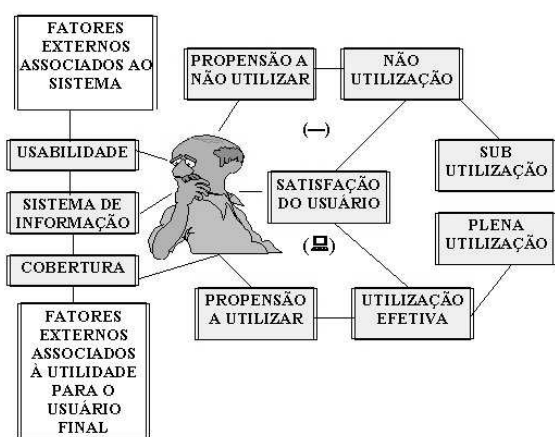 FATORES
EXTERNOS
ASSOCIADOS AO
SISTEMA
USABILIDADE
SISTEMA DE
INFORMAÇÃO
COBERTURA
FATORES
EXTERNOS
ASSOCIADOS
À UTILIDADE
PARA O
USUÁRIO
FINAL
PROPENSÃO A
NÃO UTILIZAR
NÃO
UTILIZAÇÃO
(—)
SUB
UTILIZAÇÃO
SATISFAÇÃO
DO USUÁRIO
PLENA
UTILIZAÇÃO
PROPENSÃO
A UTILIZAR
UTILIZAÇÃO
EFETIVA